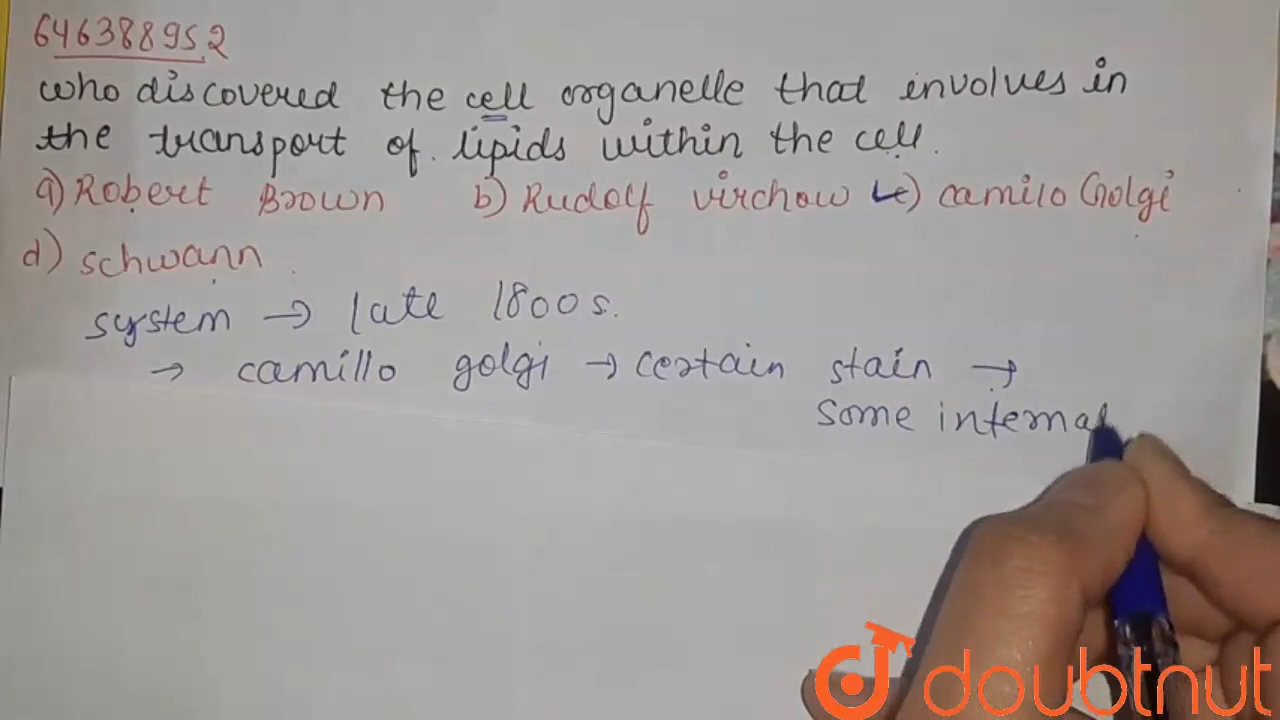 646388952
who discovered the cell organelle that involves in
the transport of lipids within the cell.
a) Robert Brown b) Rudolf virchow c) camilo Golgi
d) schwann
system → late 1800s.
→ camillo golgi → certain stain →
some internal
doubtnut